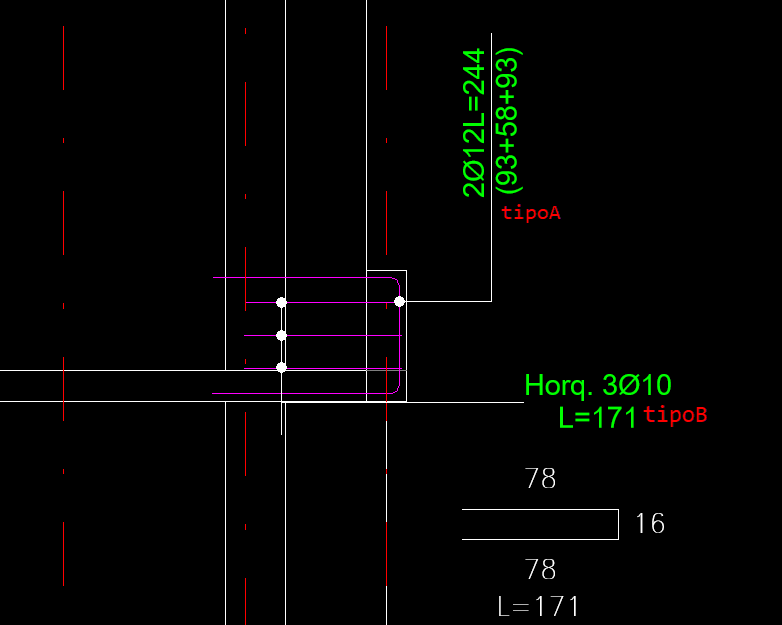 2Ø12L=244
(93+58+93)
tipoA
Horq. 3Ø10
L=171 tipoB
78
16
78
L=171